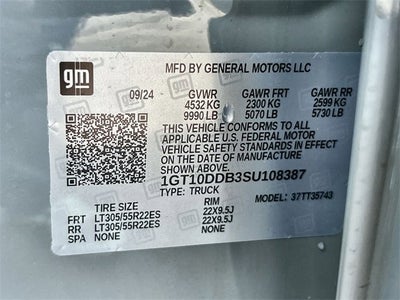 gm
MFD BY GENERAL MOTORS LLC
09/24 GVWR GAWR FRT GAWR RR
4532 KG 2300 KG 2599 KG
9990 LB 5070 LB 5730 LB
THIS VEHICLE CONFORMS TO ALL
APPLICABLE U.S. FEDERAL MOTOR
VEHICLE SAFETY STANDARDS IN
EFFECT ON THE DATE OF
MANUFACTURE SHOWN ABOVE.
1GT10DDB3SU108387
TYPE: TRUCK MODEL: 37TT35743
TIRE SIZE RIM
FRT LT305/55R22ES 22X9.5J
RR LT305/55R22ES 22X9.5J
SPA NONE NONE